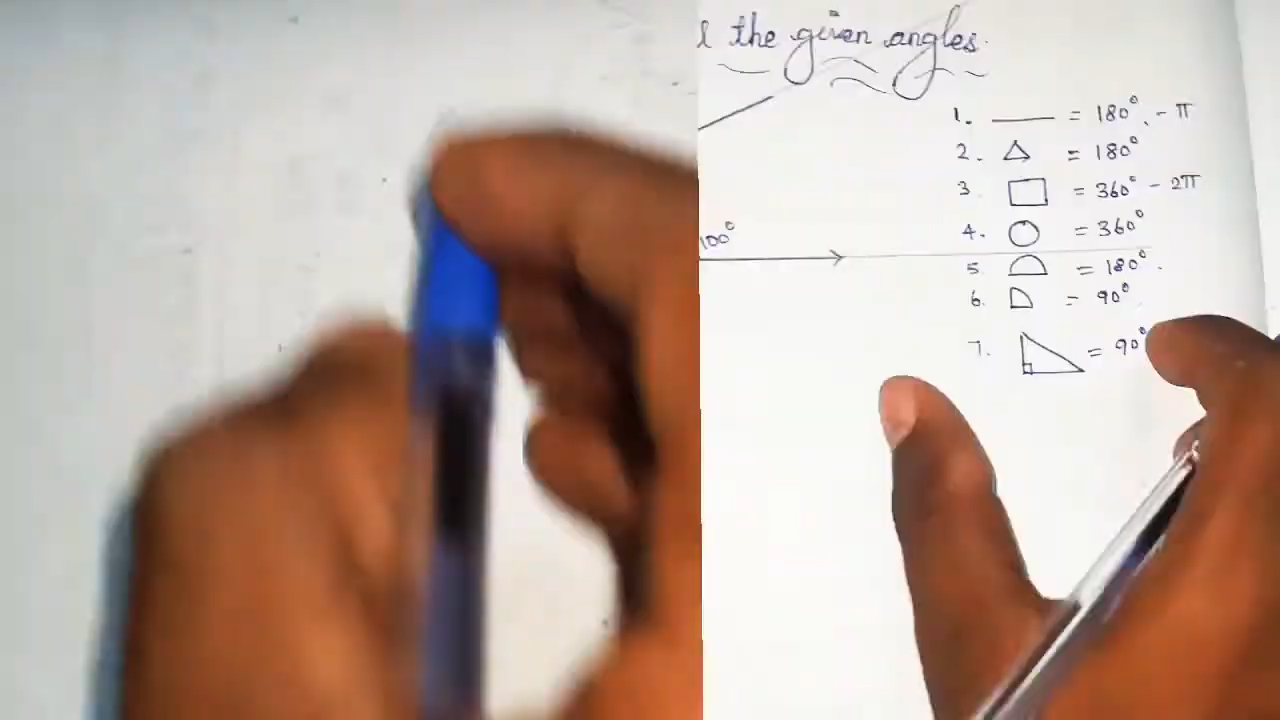 the given angles.
100°
1. = 180°. - π
2. = 180°
3 = 360° - 2π
4. = 360°
5 = 180°.
6. = 90°.
7. = 90°